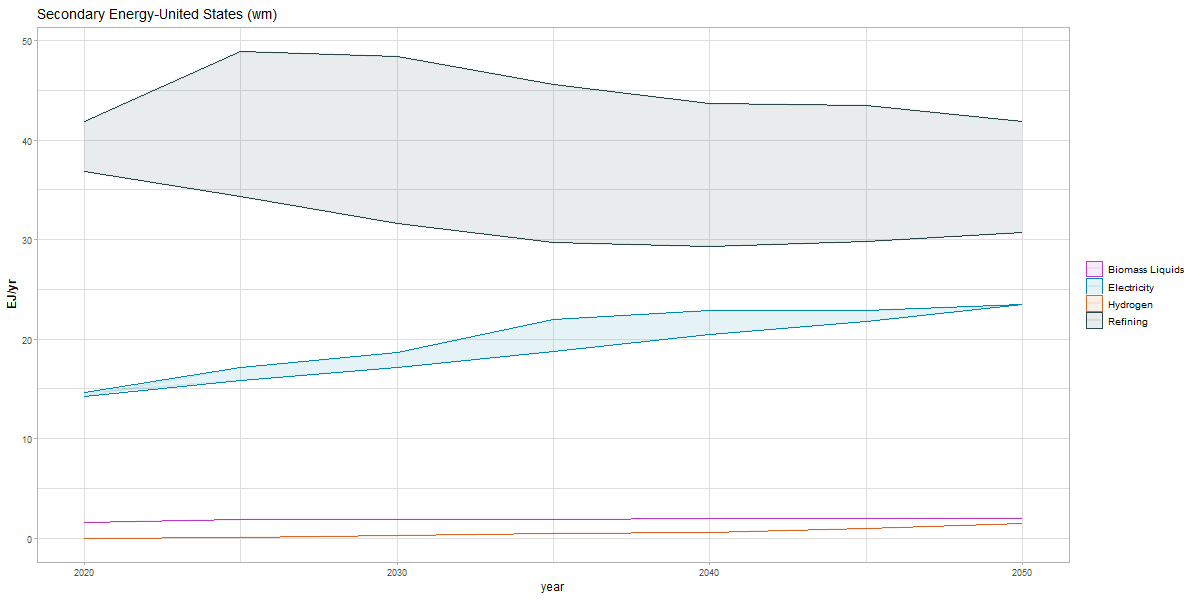 Secondary Energy-United States (wm)
50
40
30
20
10
0
EJ/yr
2020
2030
2040
2050
year
Biomass Liquids
Electricity
Hydrogen
Refining